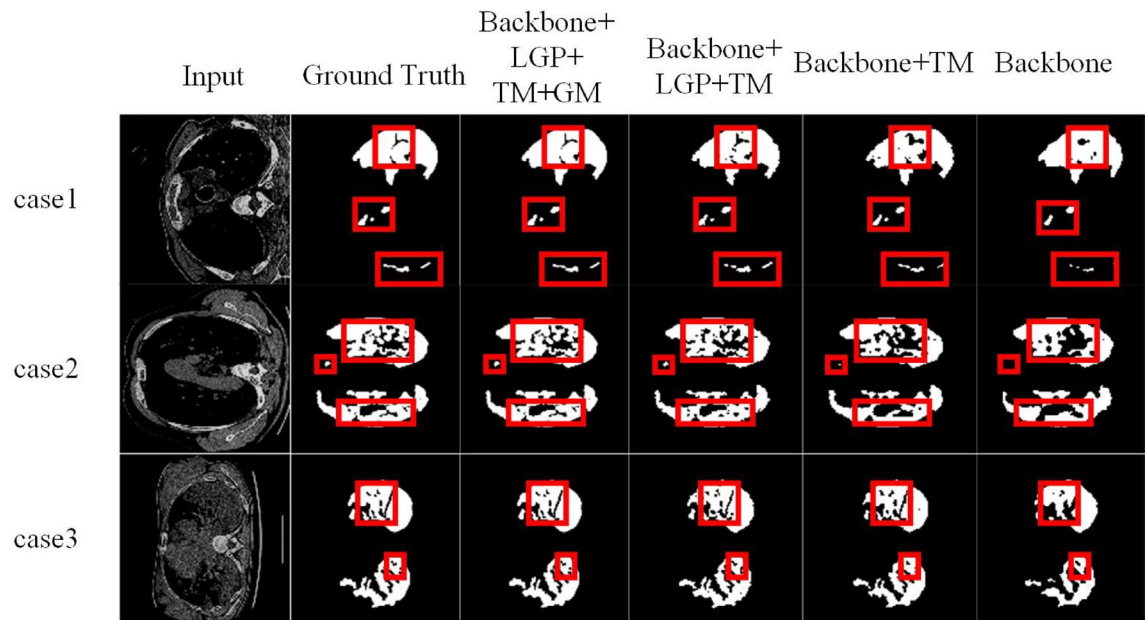 Input
Ground Truth
Backbone+
LGP+
TM+GM
Backbone+
LGP+TM
Backbone+TM
Backbone
case1
case2
case3